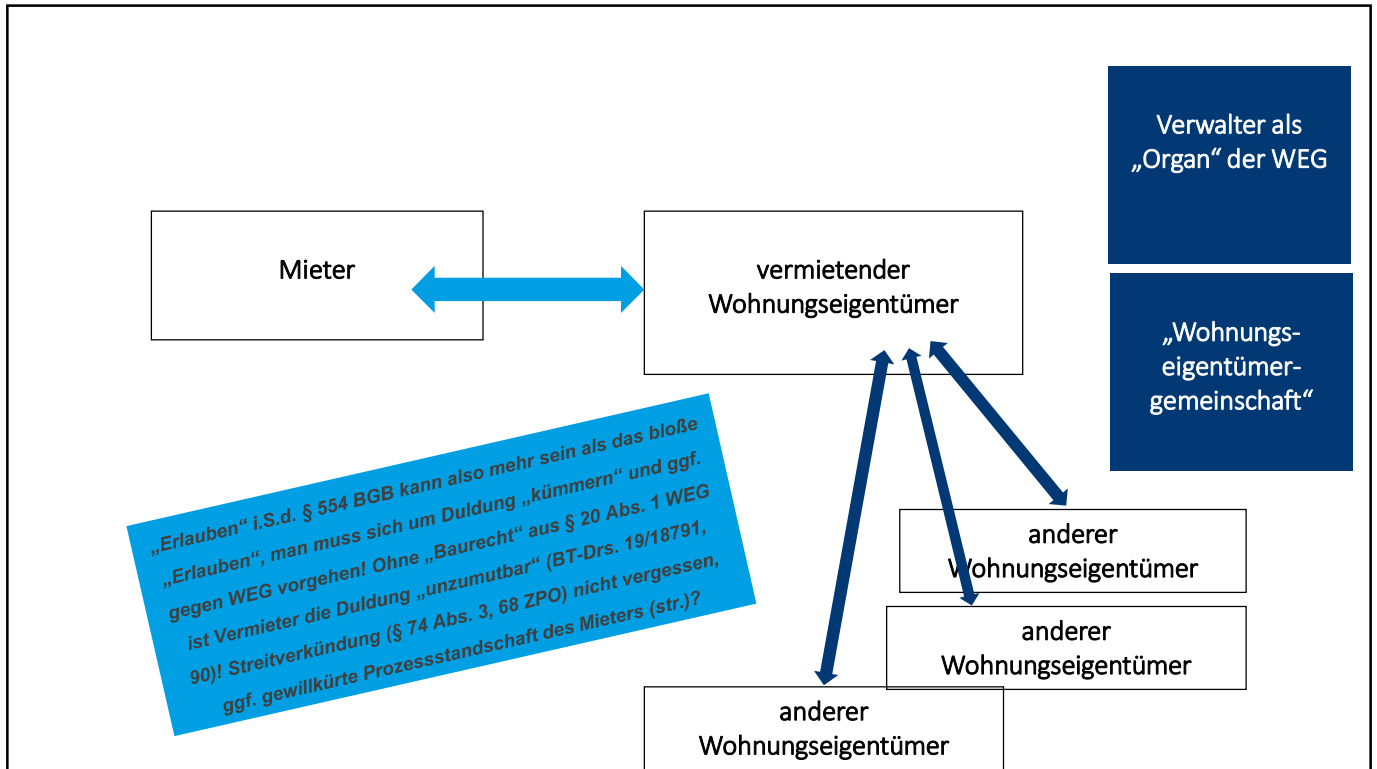 Verwalter als
„Organ“ der WEG
Mieter
vermietender
Wohnungseigentümer
„Wohnungs-
eigentümer-
gemeinschaft“
„Erlauben“ i.S.d. § 554 BGB kann also mehr sein als das bloße
„Erlauben“, man muss sich um Duldung „kümmern“ und ggf.
gegen WEG vorgehen! Ohne „Baurecht“ aus § 20 Abs. 1 WEG
ist Vermieter die Duldung „unzumutbar“ (BT-Drs. 19/18791,
90)! Streitverkündung (§ 74 Abs. 3, 68 ZPO) nicht vergessen,
ggf. gewillkürte Prozessstandschaft des Mieters (str.)?
anderer
Wohnungseigentümer
anderer
Wohnungseigentümer
anderer
Wohnungseigentümer